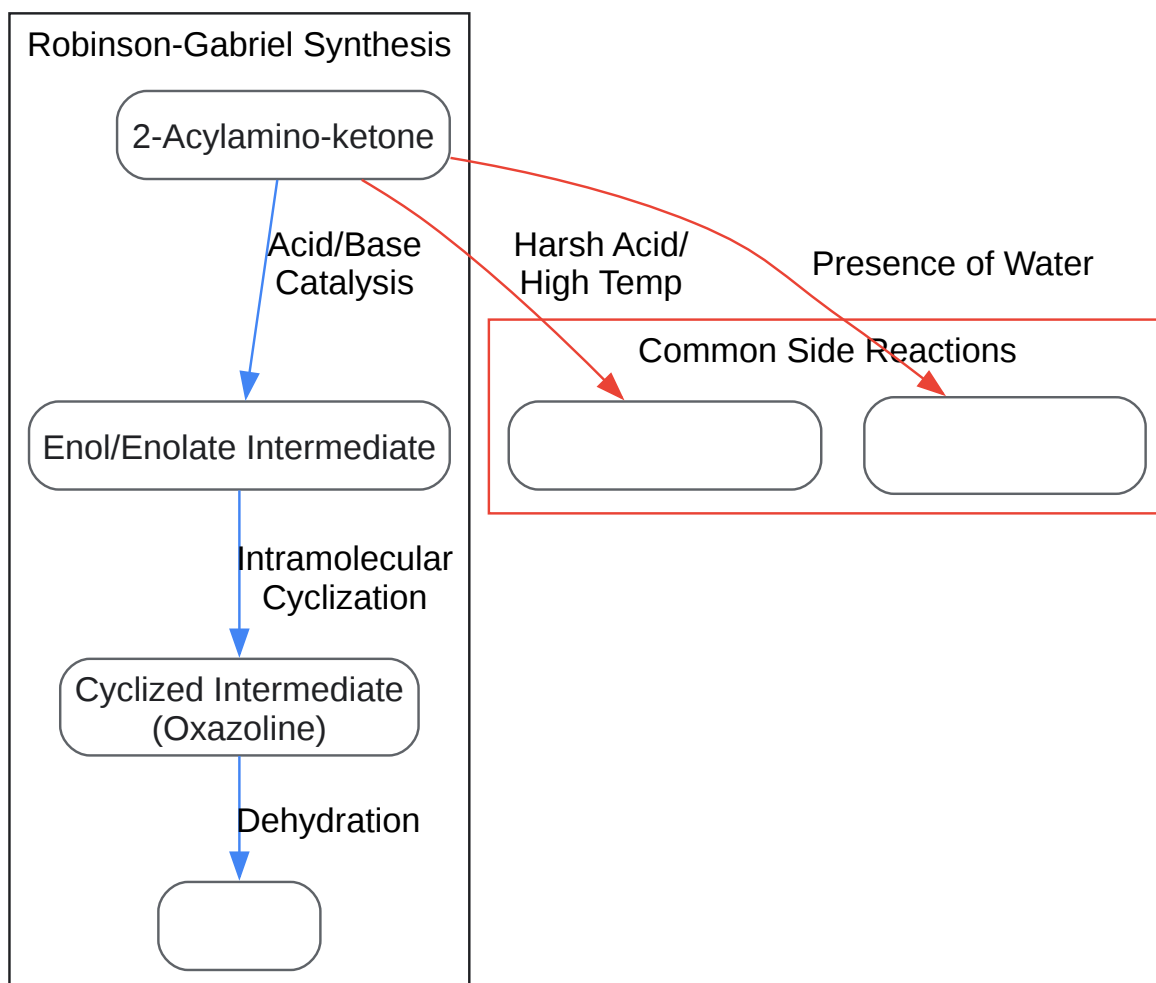 Robinson-Gabriel Synthesis
2-Acylamino-ketone
Acid/Base
Catalysis
Harsh Acid/
High Temp
Presence of Water
Common Side Reactions
Enol/Enolate Intermediate
Intramolecular
Cyclization
Cyclized Intermediate
(Oxazoline)
Dehydration